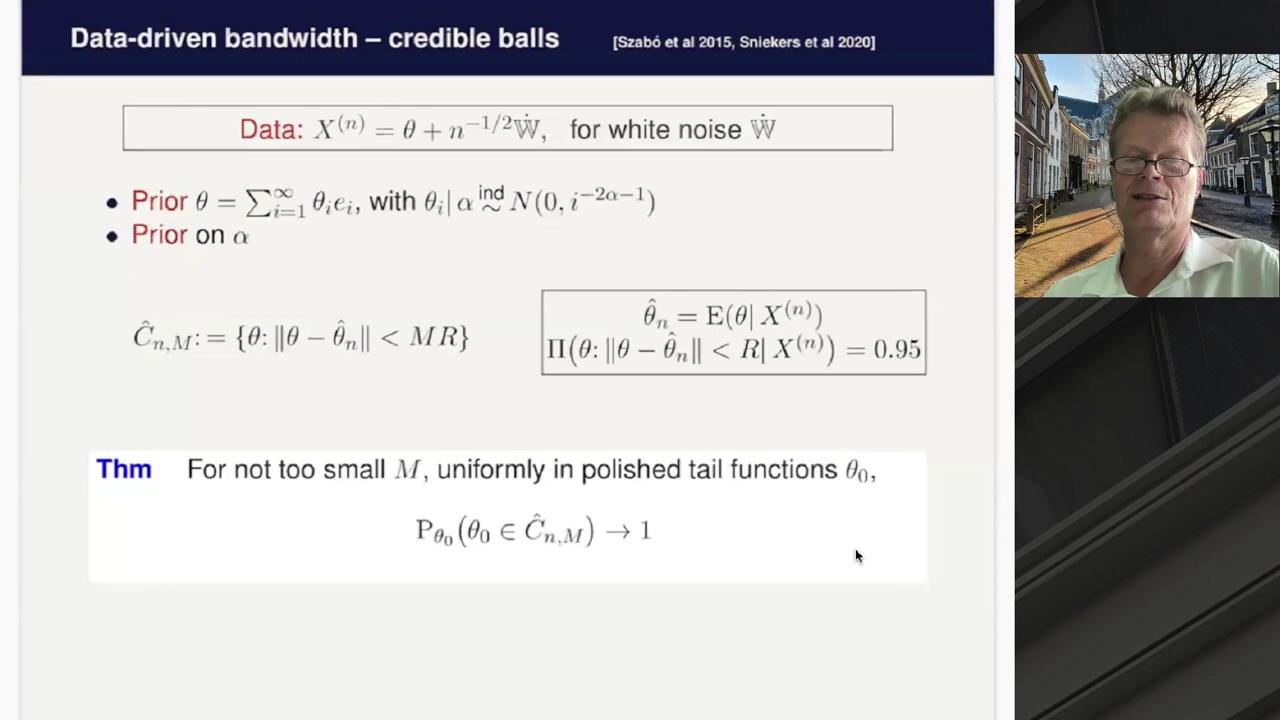 Data-driven bandwidth – credible balls [Szabó et al 2015, Sniekers et al 2020]
Data: X^{(n)} = θ + n^{-1/2}Ẇ, for white noise Ẇ
• Prior θ = ∑_{i=1}^{∞} θ_i e_i, with θ_i | α ∼^{ind} N(0, i^{-2α-1})
• Prior on α
Ĉ_{n,M} := {θ: ‖θ − θ̂_n‖ < MR}
θ̂_n = E(θ| X^{(n)})
Π(θ: ‖θ − θ̂_n‖ < R| X^{(n)}) = 0.95
Thm For not too small M, uniformly in polished tail functions θ_0,
P_{θ_0}(θ_0 ∈ Ĉ_{n,M}) → 1